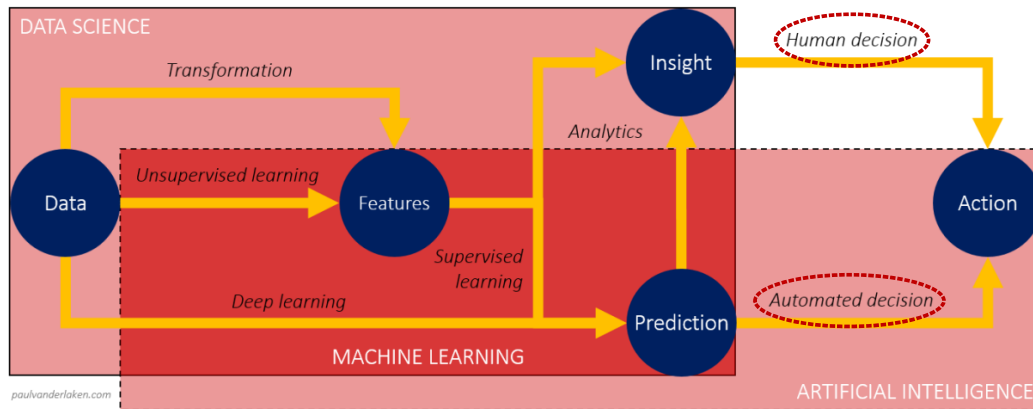 DATA SCIENCE
Transformation
Insight
Human decision
Analytics
Unsupervised learning
Data
Features
Action
Supervised
learning
Deep learning
Prediction
Automated decision
MACHINE LEARNING
paulvanderlaken.com
ARTIFICIAL INTELLIGENCE